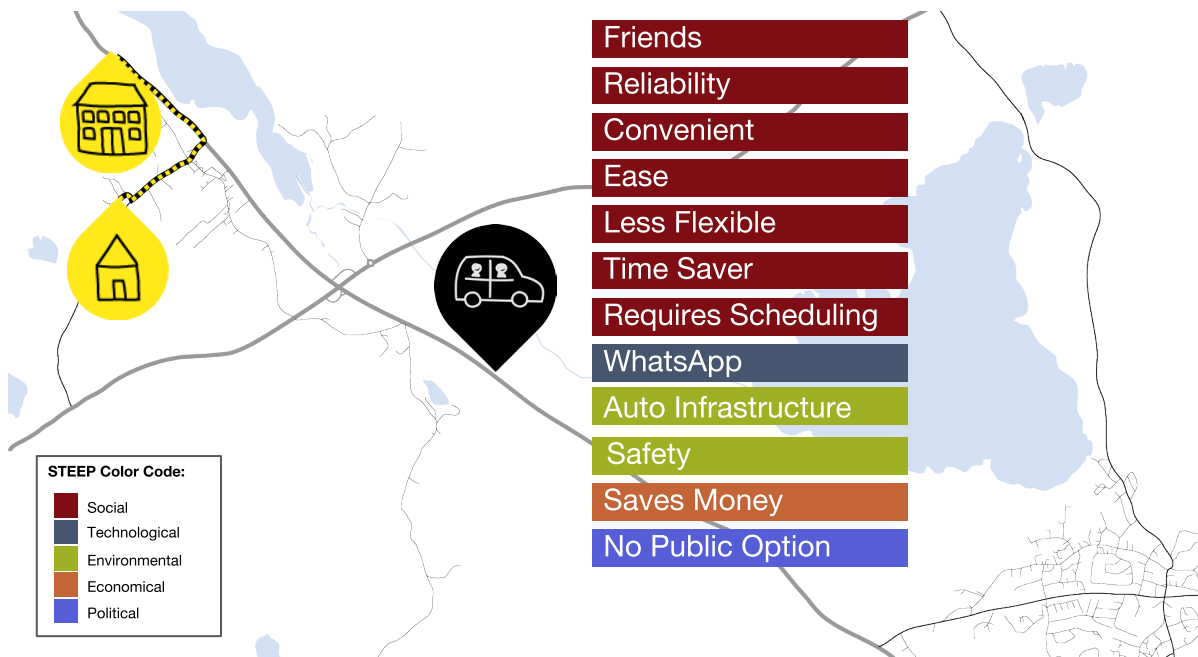 Friends
Reliability
Convenient
Ease
Less Flexible
Time Saver
Requires Scheduling
WhatsApp
Auto Infrastructure
Safety
Saves Money
No Public Option
STEEP Color Code:
Social
Technological
Environmental
Economical
Political